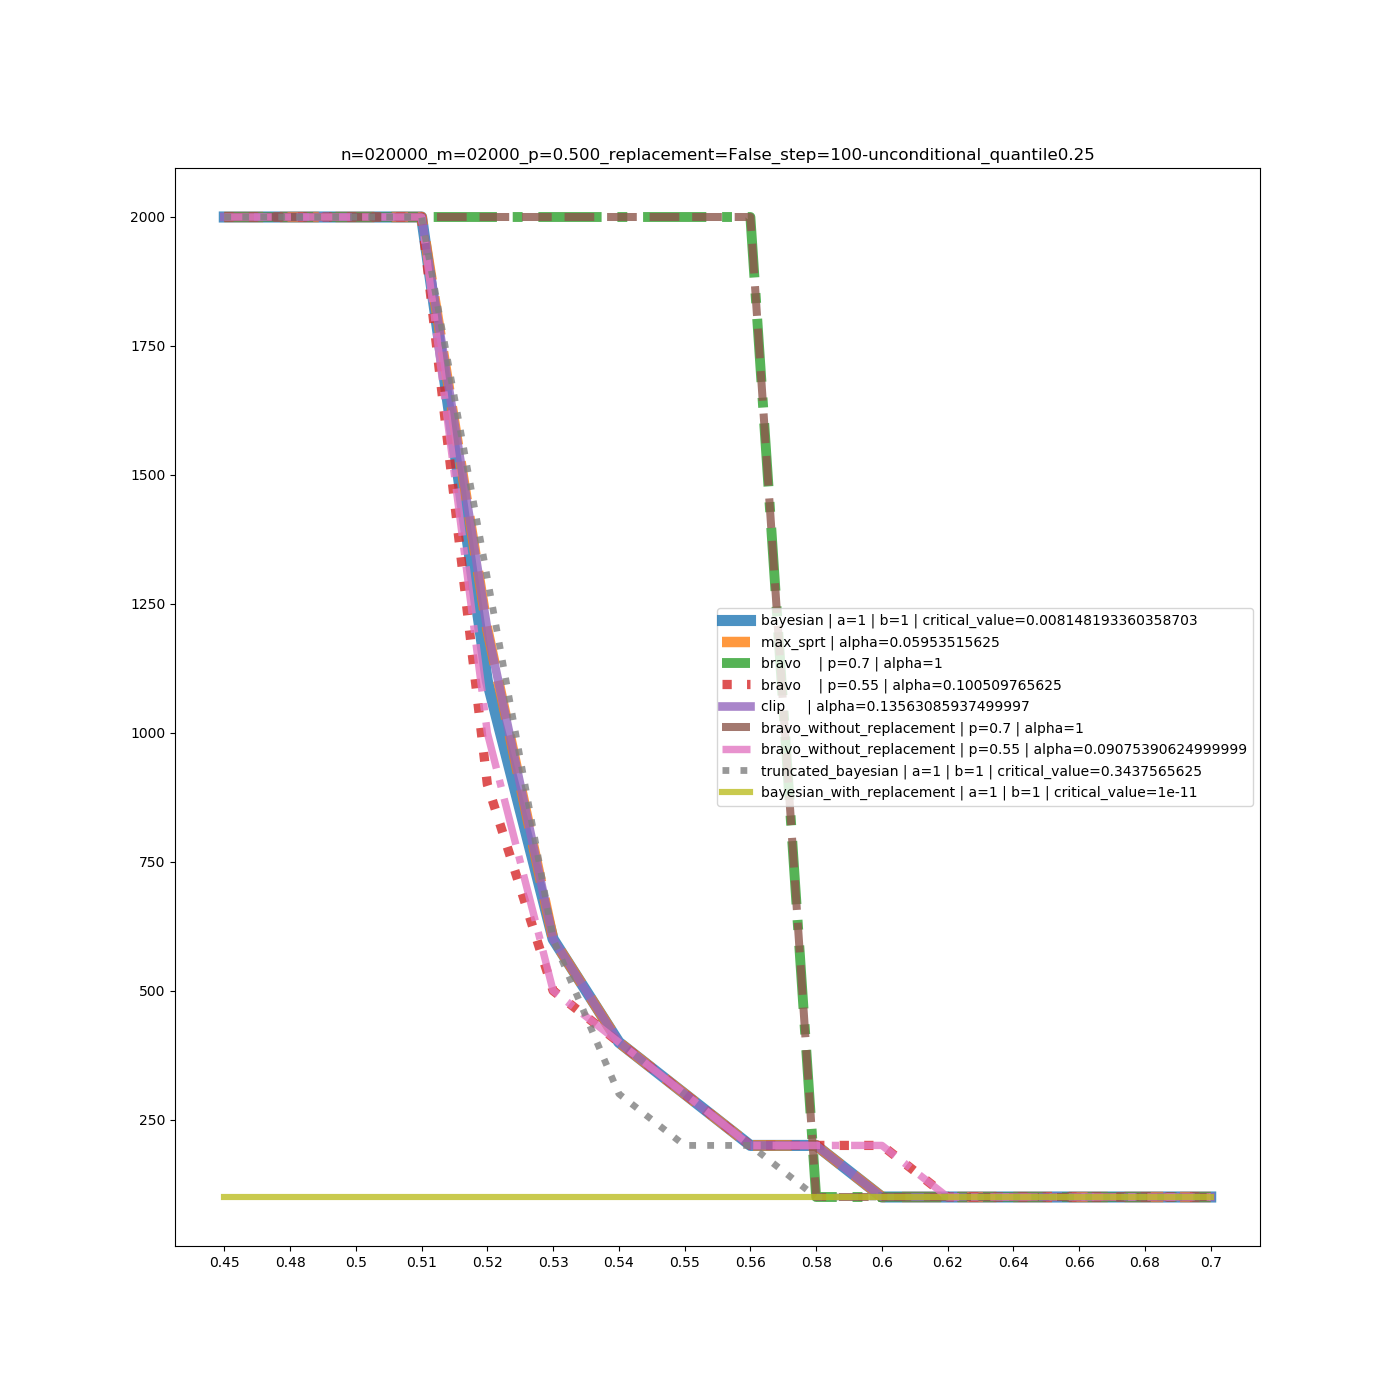 n=020000_m=02000_p=0.500_replacement=False_step=100-unconditional_quantile0.25
2000
1750
1500
1250
1000
750
500
250
bayesian | a=1 | b=1 | critical_value=0.008148193360358703
max_sprt | alpha=0.05953515625
bravo | p=0.7 | alpha=1
bravo | p=0.55 | alpha=0.100509765625
clip | alpha=0.13563085937499997
bravo_without_replacement | p=0.7 | alpha=1
bravo_without_replacement | p=0.55 | alpha=0.09075390624999999
truncated_bayesian | a=1 | b=1 | critical_value=0.3437565625
bayesian_with_replacement | a=1 | b=1 | critical_value=1e-11
0.45 0.48 0.5 0.51 0.52 0.53 0.54 0.55 0.56 0.58 0.6 0.62 0.64 0.66 0.68 0.7